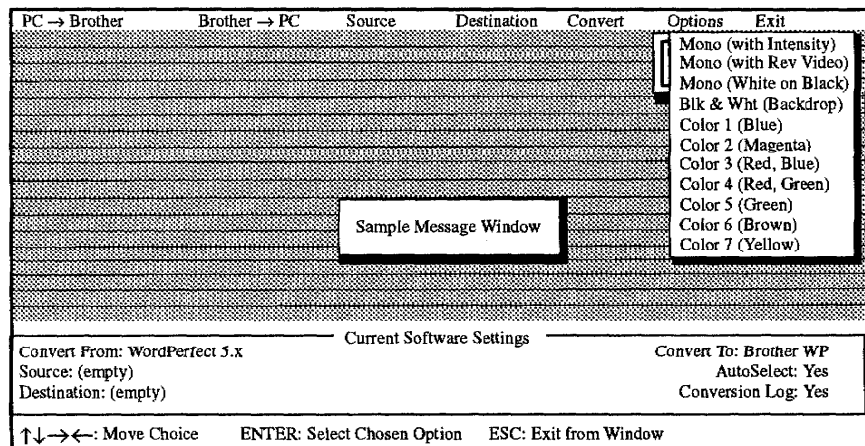 PC → Brother Brother → PC Source Destination Convert Options Exit
Mono (with Intensity)
Mono (with Rev Video)
Mono (White on Black)
Blk & Wht (Backdrop)
Color 1 (Blue)
Color 2 (Magenta)
Color 3 (Red, Blue)
Color 4 (Red, Green)
Color 5 (Green)
Color 6 (Brown)
Color 7 (Yellow)
Sample Message Window
Current Software Settings
Convert From: WordPerfect 5.x Convert To: Brother WP
Source: (empty) AutoSelect: Yes
Destination: (empty) Conversion Log: Yes
↑↓→←: Move Choice ENTER: Select Chosen Option ESC: Exit from Window